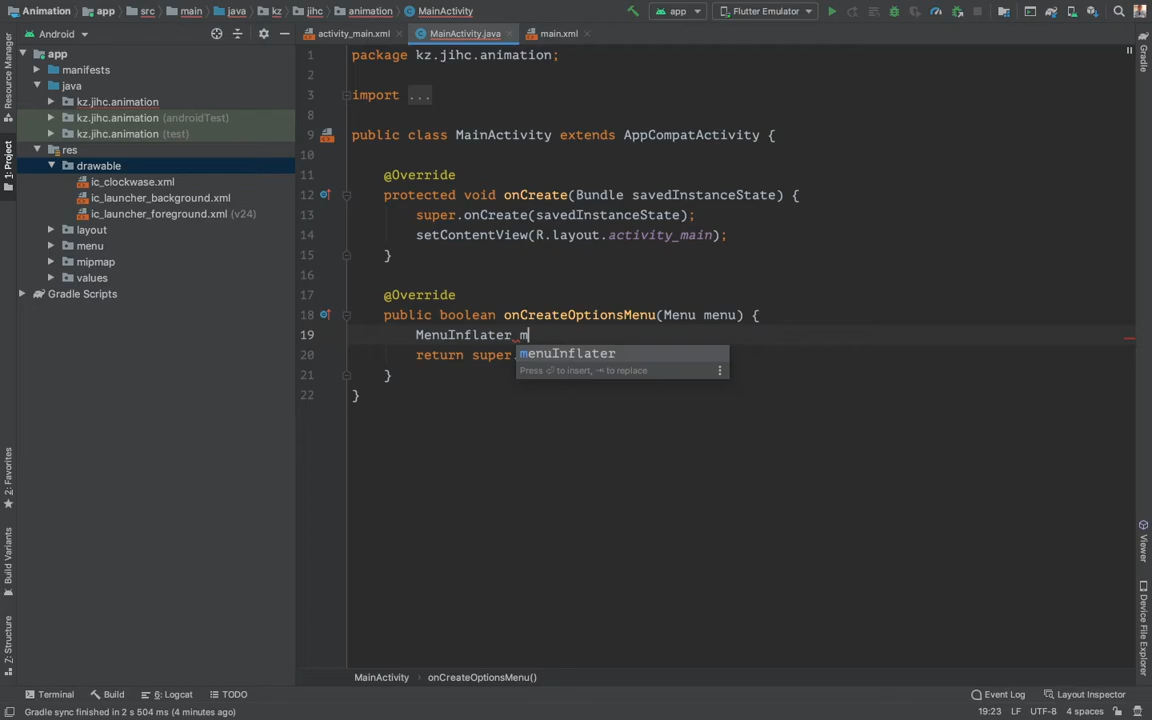 Animation app src main java kz jihc animation MainActivity app Flutter Emulator
Android activity_main.xml MainActivity.java main.xml
app
manifests
java
kz.jihc.animation
kz.jihc.animation (androidTest)
kz.jihc.animation (test)
res
drawable
ic_clockwase.xml
ic_launcher_background.xml
ic_launcher_foreground.xml (v24)
layout
menu
mipmap
values
Gradle Scripts
Resource Manager
1: Project
2: Favorites
Build Variants
7: Structure
1 package kz.jihc.animation;
2
3 import ...
8
9 public class MainActivity extends AppCompatActivity {
10
11 @Override
12 protected void onCreate(Bundle savedInstanceState) {
13 super.onCreate(savedInstanceState);
14 setContentView(R.layout.activity_main);
15 }
16
17 @Override
18 public boolean onCreateOptionsMenu(Menu menu) {
19 MenuInflater m
20 return super.
21 }
22 }
menuInflater
Press ⏎ to insert, ⇥ to replace
Gradle
Viewer
Device File Explorer
MainActivity onCreateOptionsMenu()
Terminal Build 6: Logcat TODO Event Log Layout Inspector
Gradle sync finished in 2 s 504 ms (4 minutes ago) 19:23 LF UTF-8 4 spaces